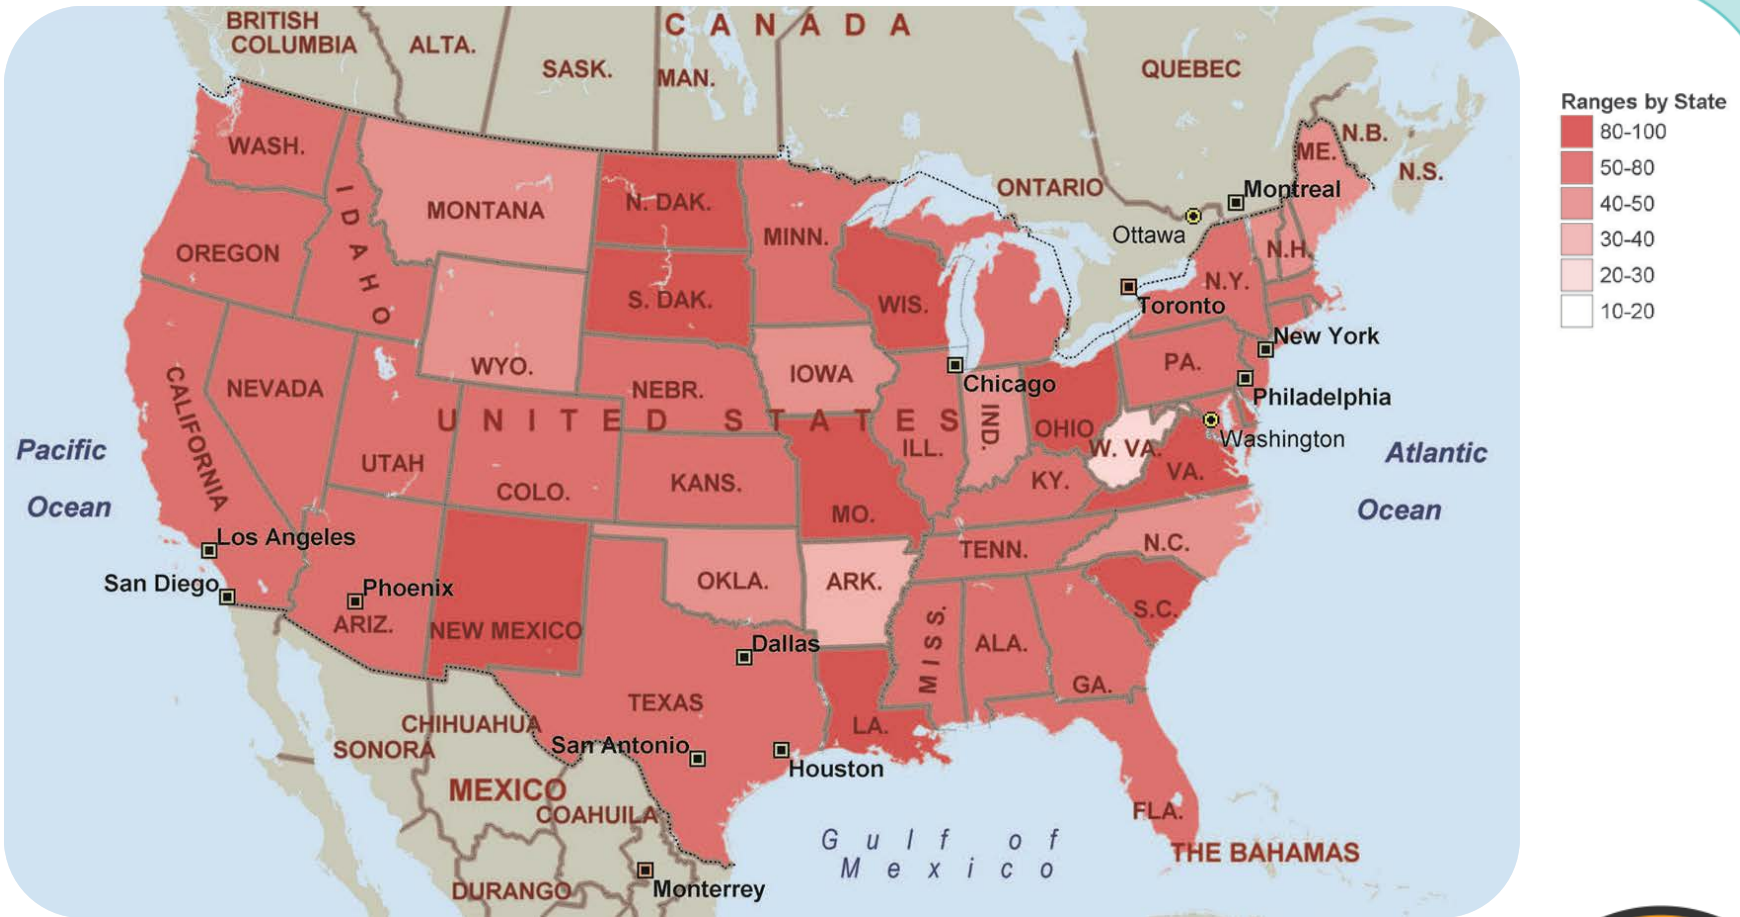 CANADA
BRITISH
COLUMBIA
ALTA.
SASK.
MAN.
QUEBEC
ONTARIO
N.B.
N.S.
Montreal
Ottawa
Toronto
WASH.
IDAHO
MONTANA
N. DAK.
MINN.
ME.
OREGON
S. DAK.
WIS.
N.H.
N.Y.
New York
WYO.
IOWA
Chicago
PA.
Philadelphia
CALIFORNIA
NEVADA
NEBR.
UNITED STATES
IND.
OHIO
W. VA.
Washington
UTAH
COLO.
KANS.
ILL.
KY.
VA.
Pacific
Ocean
Atlantic
Ocean
MO.
Los Angeles
San Diego
Phoenix
ARIZ.
NEW MEXICO
OKLA.
ARK.
TENN.
N.C.
S.C.
MISS.
ALA.
GA.
Dallas
TEXAS
LA.
San Antonio
Houston
FLA.
CHIHUAHUA
SONORA
MEXICO
COAHUILA
DURANGO
Monterrey
Gulf of
Mexico
THE BAHAMAS
Ranges by State
80-100
50-80
40-50
30-40
20-30
10-20